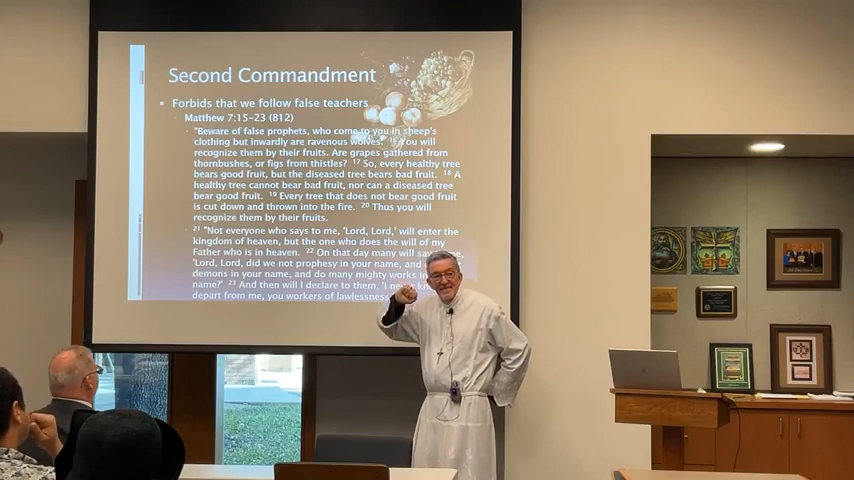 Second Commandment
Forbids that we follow false teachers
Matthew 7:15-23 (812)
"Beware of false prophets, who come to you in sheep's
clothing but inwardly are ravenous wolves. 16 You will
recognize them by their fruits. Are grapes gathered from
thornbushes, or figs from thistles? 17 So, every healthy tree
bears good fruit, but the diseased tree bears bad fruit. 18 A
healthy tree cannot bear bad fruit, nor can a diseased tree
bear good fruit. 19 Every tree that does not bear good fruit
is cut down and thrown into the fire. 20 Thus you will
recognize them by their fruits.
21 "Not everyone who says to me, 'Lord, Lord,' will enter the
kingdom of heaven, but the one who does the will of my
Father who is in heaven. 22 On that day many will say
'Lord, Lord, did we not prophesy in your name, and
demons in your name, and do many mighty works in
name?' 23 And then will I declare to them, 'I never
depart from me, you workers of lawlessness